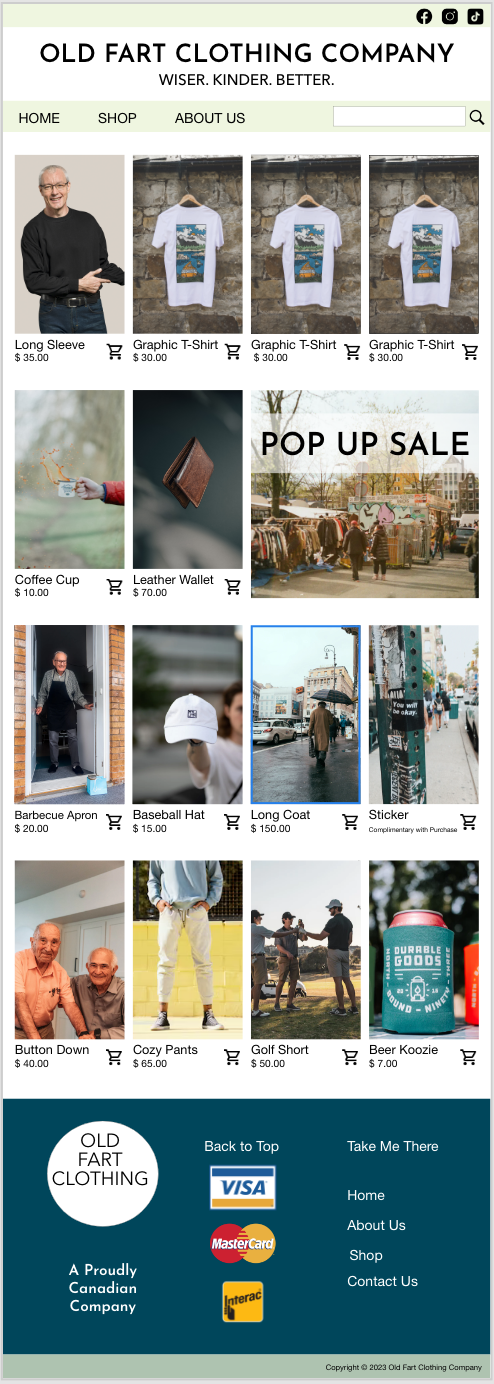 OLD FART CLOTHING COMPANY
WISER. KINDER. BETTER.
HOME SHOP ABOUT US
Long Sleeve
$ 35.00
Graphic T-Shirt
$ 30.00
Graphic T-Shirt
$ 30.00
Graphic T-Shirt
$ 30.00
POP UP SALE
Coffee Cup
$ 10.00
Leather Wallet
$ 70.00
You will
be okay.
Barbecue Apron
$ 20.00
Baseball Hat
$ 15.00
Long Coat
$ 150.00
Sticker
Complimentary with Purchase
DURABLE
GOODS
NORTH
THREE
BOUND - NINETY
Button Down
$ 40.00
Cozy Pants
$ 65.00
Golf Short
$ 50.00
Beer Koozie
$ 7.00
OLD
FART
CLOTHING
A Proudly
Canadian
Company
Back to Top
VISA
MasterCard
Interac
Take Me There
Home
About Us
Shop
Contact Us
Copyright © 2023 Old Fart Clothing Company